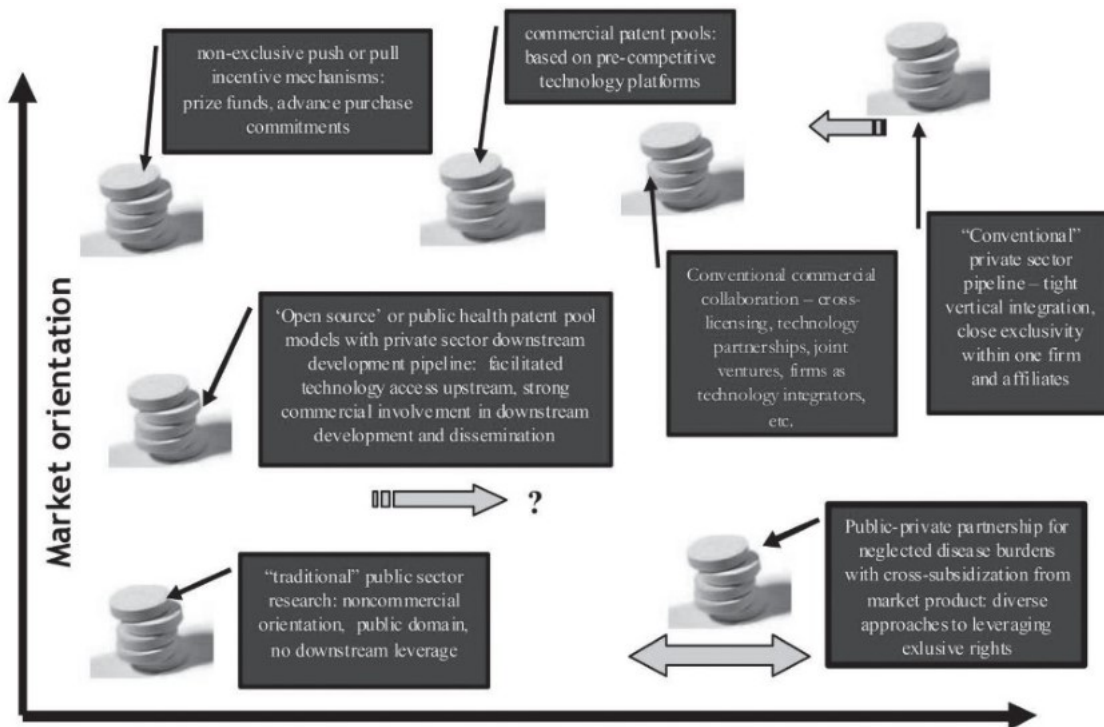 non-exclusive push or pull
incentive mechanisms:
prize funds, advance purchase
commitments
commercial patent pools:
based on pre-competitive
technology platforms
"Conventional"
private sector
pipeline – tight
vertical integration,
close exclusivity
within one firm
and affiliates
Conventional commercial
collaboration – cross-
licensing, technology
partnerships, joint
ventures, firms as
technology integrators,
etc.
'Open source' or public health patent pool
models with private sector downstream
development pipeline: facilitated
technology access upstream, strong
commercial involvement in downstream
development and dissemination
Market orientation
?
"traditional" public sector
research: noncommercial
orientation, public domain,
no downstream leverage
Public-private partnership for
neglected disease burdens
with cross-subsidization from
market product: diverse
approaches to leveraging
exlusive rights